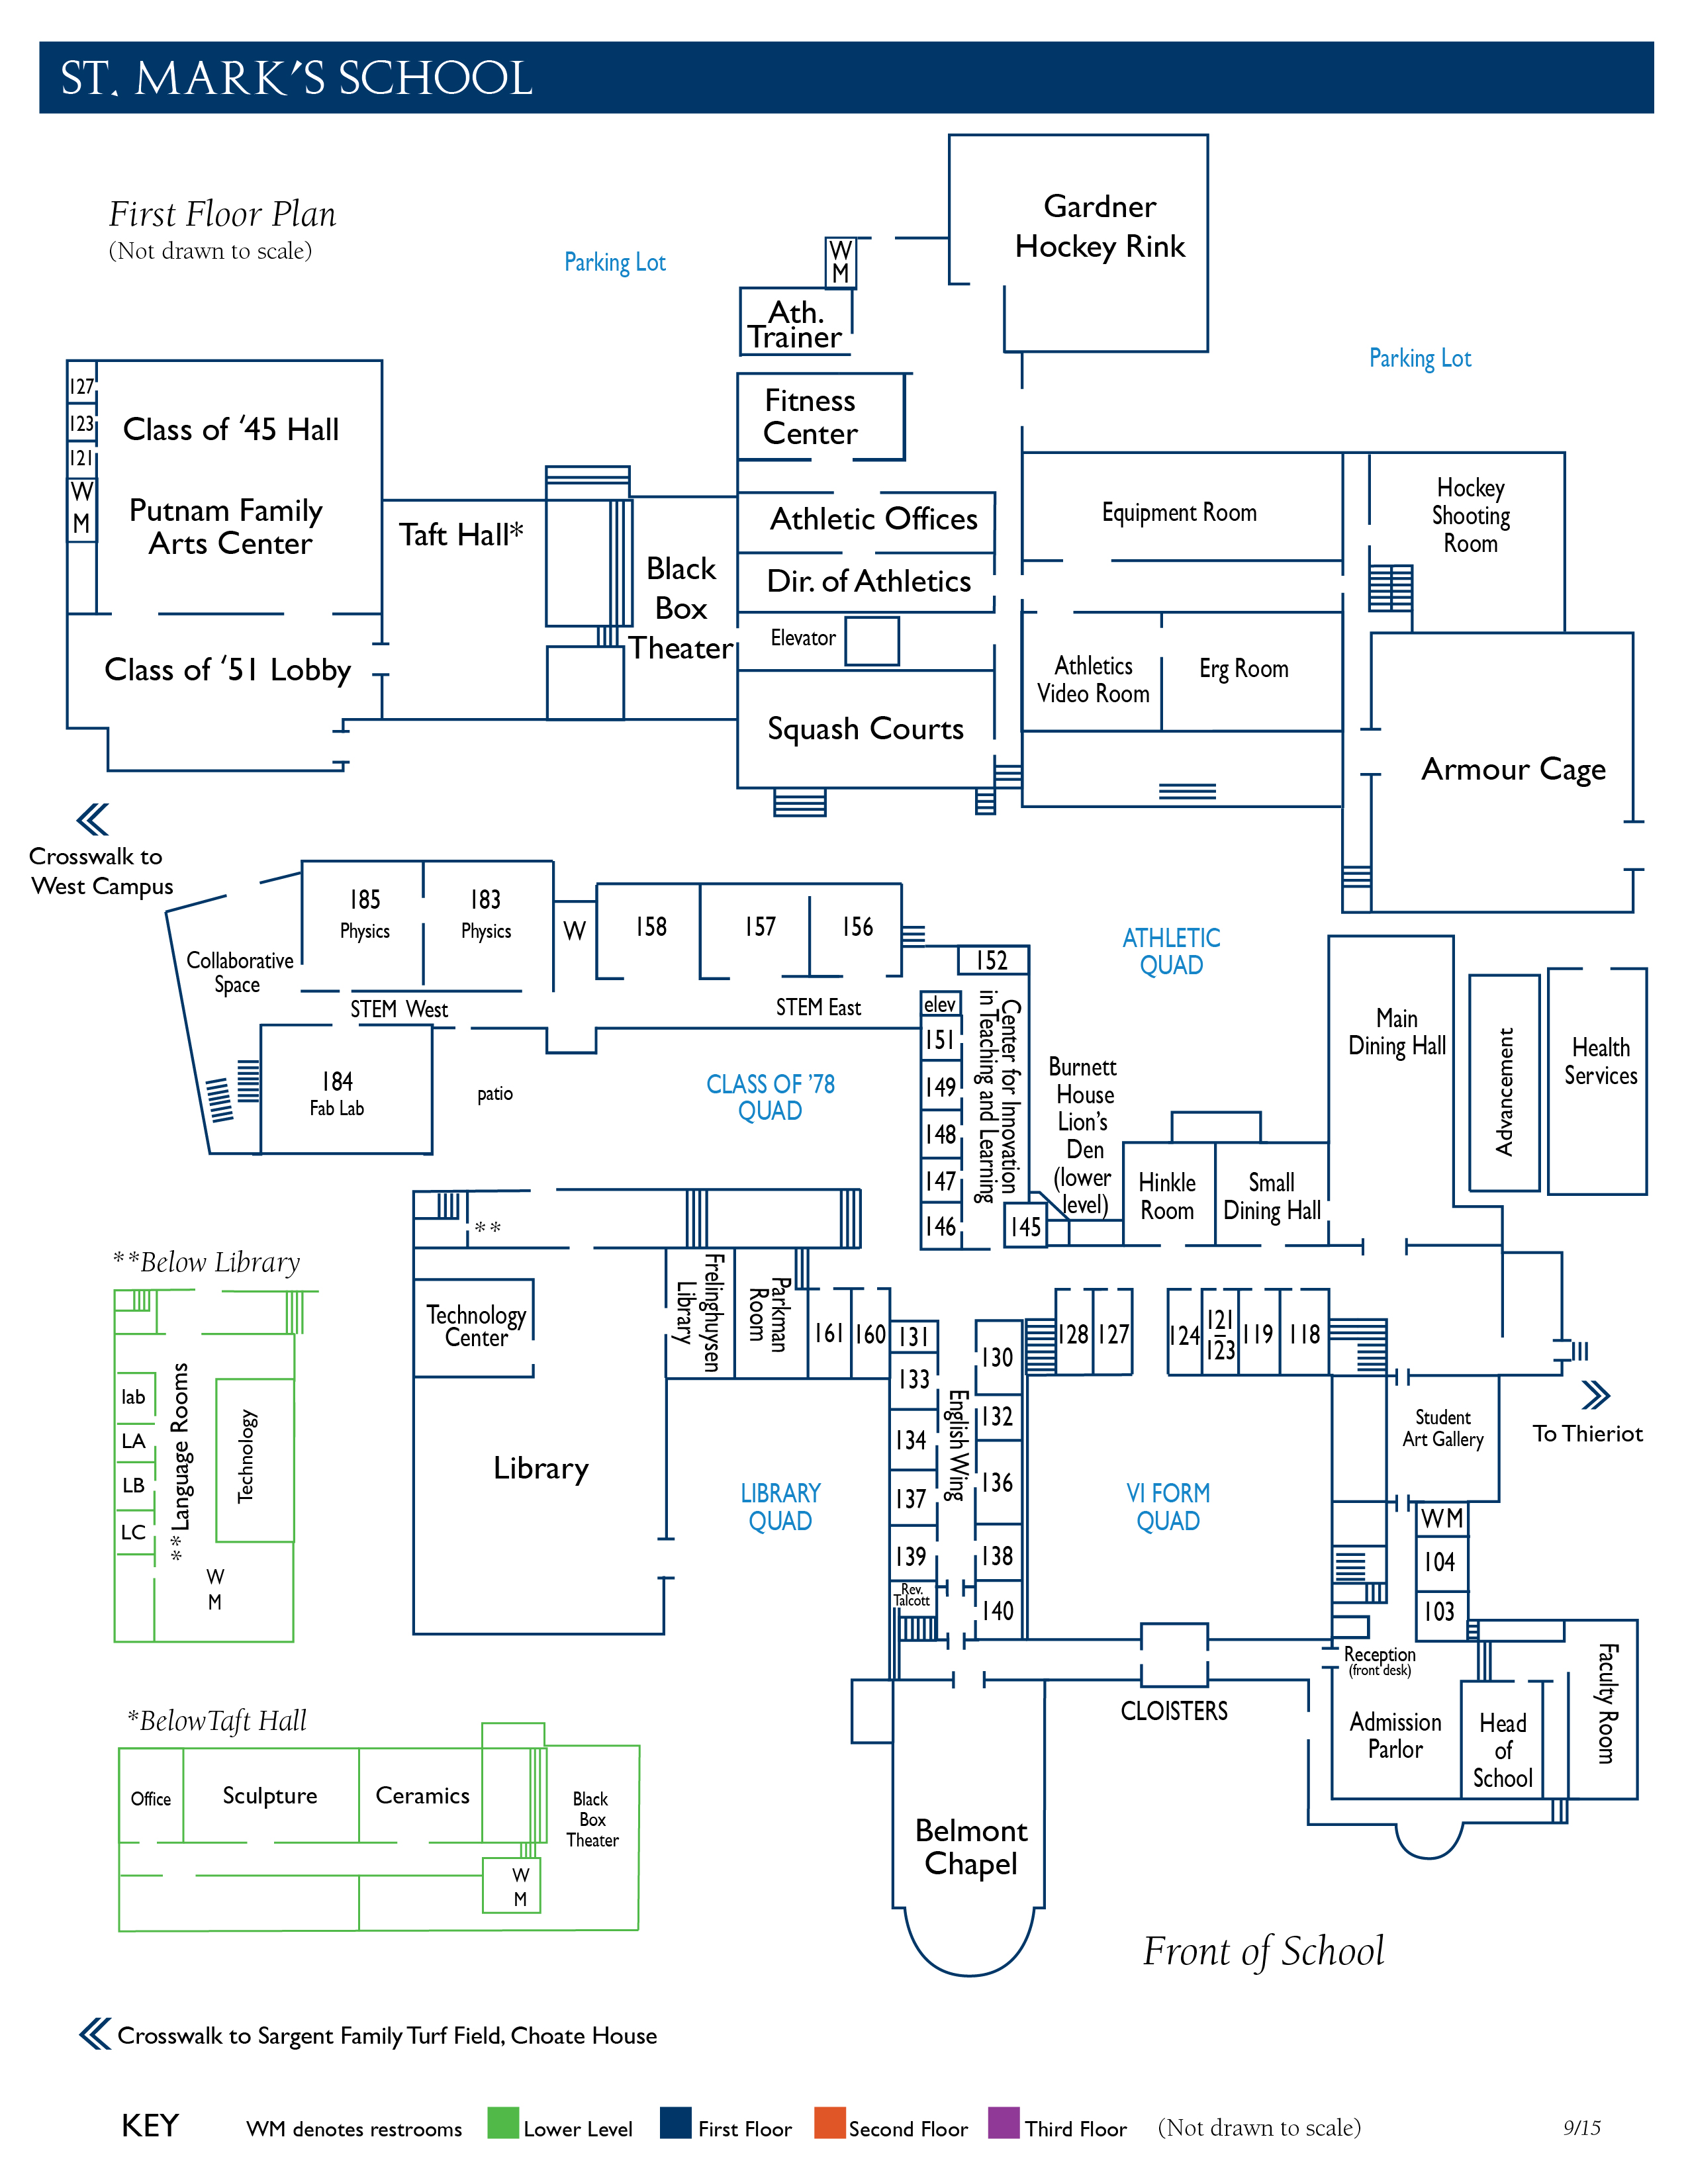 ST. MARK'S SCHOOL
First Floor Plan
(Not drawn to scale)
Parking Lot
Gardner
Hockey Rink
W
M
Ath.
Trainer
Parking Lot
127
123
121
W
M
Class of ‘45 Hall
Putnam Family
Arts Center
Class of ‘51 Lobby
Taft Hall*
Black
Box
Theater
Fitness
Center
Athletic Offices
Dir. of Athletics
Elevator
Squash Courts
Equipment Room
Hockey
Shooting
Room
Athletics
Video Room
Erg Room
Armour Cage
Crosswalk to
West Campus
185
Physics
183
Physics
W
158
157
156
Collaborative
Space
STEM West
STEM East
184
Fab Lab
patio
CLASS OF ’78
QUAD
ATHLETIC
QUAD
152
elev
151
149
148
147
146
145
Center for Innovation
in Teaching and Learning
Burnett
House
Lion’s
Den
(lower
level)
Hinkle
Room
Small
Dining Hall
Main
Dining Hall
Advancement
Health
Services
**
Technology
Center
Frelinghuysen
Library
Parkman
Room
161
160
131
133
134
137
139
Rev.
Talcott
English Wing
130
132
136
138
140
128
127
124
121
123
119
118
Library
LIBRARY
QUAD
VI FORM
QUAD
Student
Art Gallery
To Thieriot
WM
104
103
Reception
(front desk)
Admission
Parlor
Head
of
School
Faculty Room
CLOISTERS
Belmont
Chapel
Front of School
**Below Library
lab
LA
LB
LC
**Language Rooms
Technology
W
M
*Below Taft Hall
Office
Sculpture
Ceramics
Black
Box
Theater
W
M
Crosswalk to Sargent Family Turf Field, Choate House
KEY
WM denotes restrooms
Lower Level
First Floor
Second Floor
Third Floor
(Not drawn to scale)
9/15